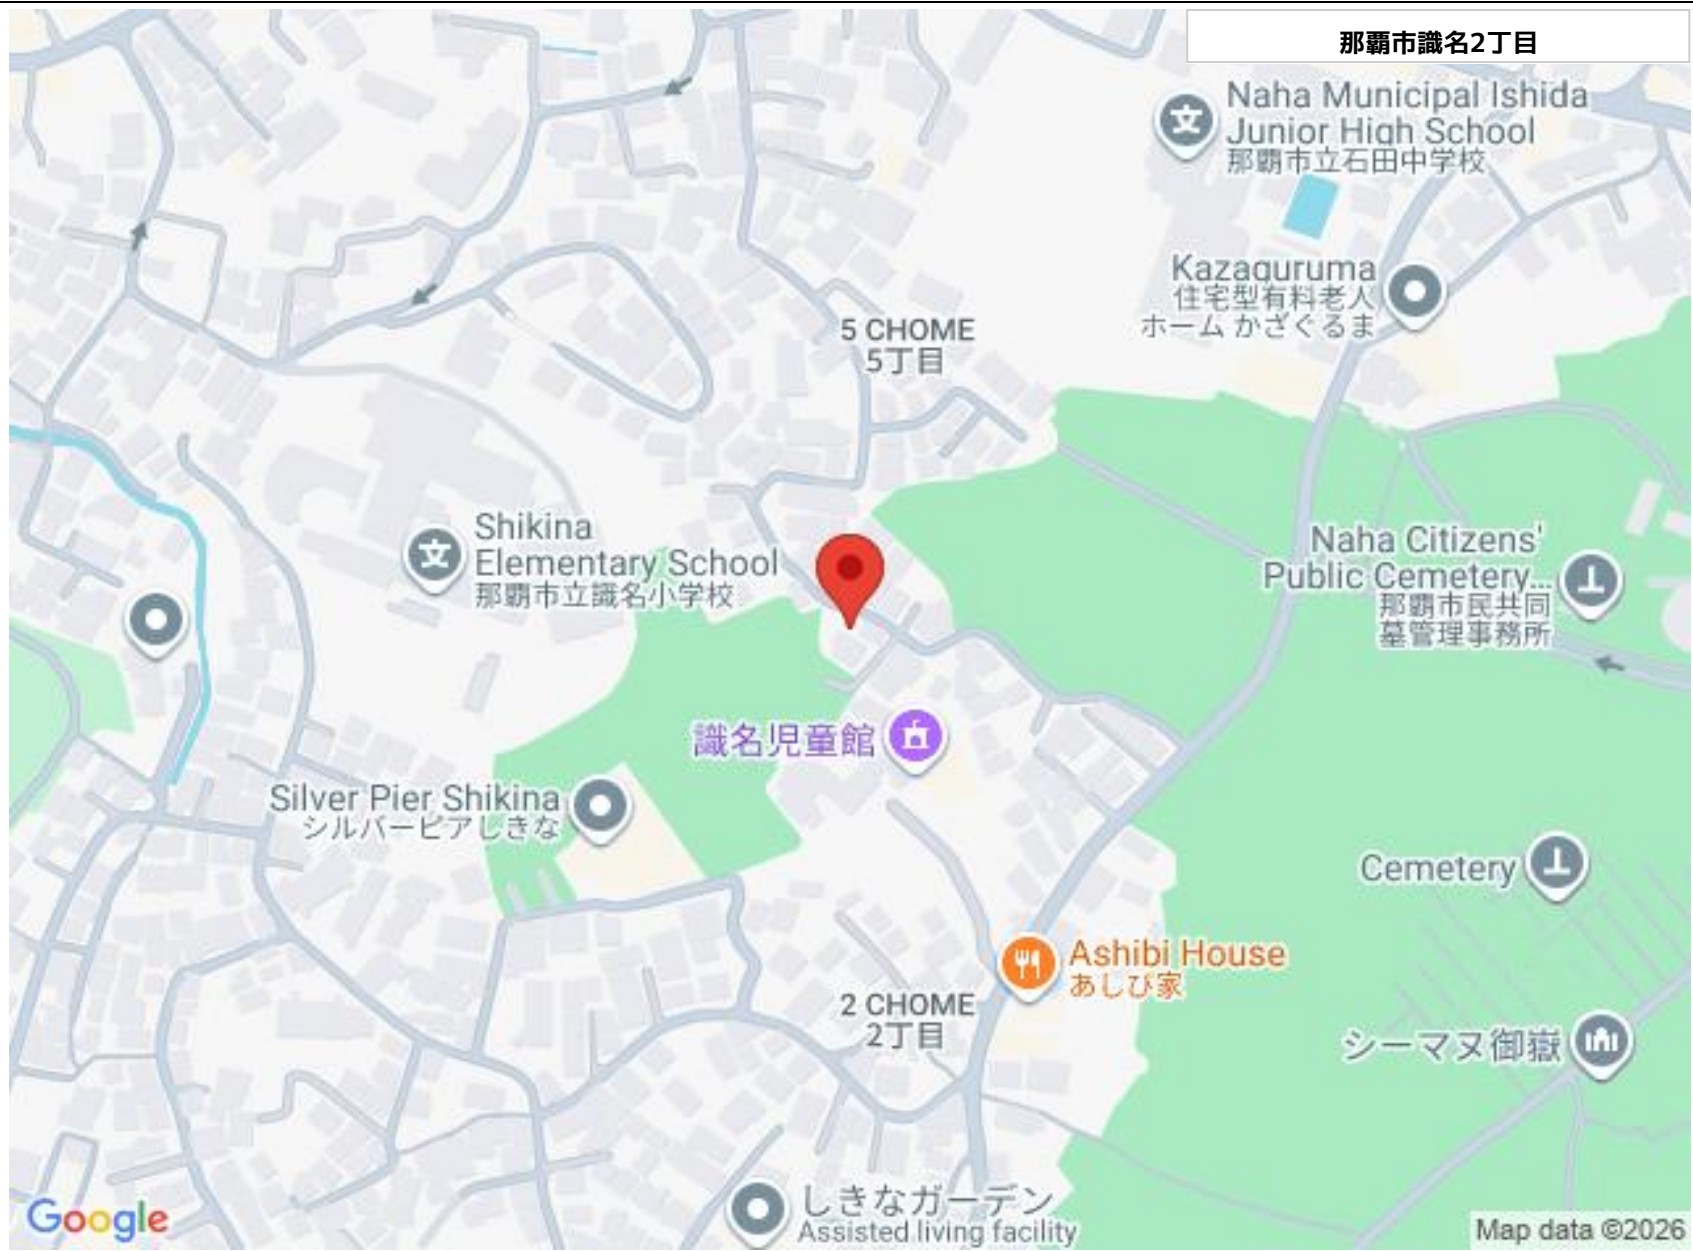 那覇市識名2丁目
Naha Municipal Ishida
Junior High School
那覇市立石田中学校
Kazaguruma
住宅型有料老人
ホーム かざぐるま
5 CHOME
5丁目
Shikina
Elementary School
那覇市立識名小学校
Naha Citizens'
Public Cemetery...
那覇市民共同
墓管理事務所
識名児童館
Silver Pier Shikina
シルバーピアしきな
Cemetery
Ashibi House
あしび家
2 CHOME
2丁目
シーマヌ御嶽
しきなガーデン
Assisted living facility
Google
Map data ©2026